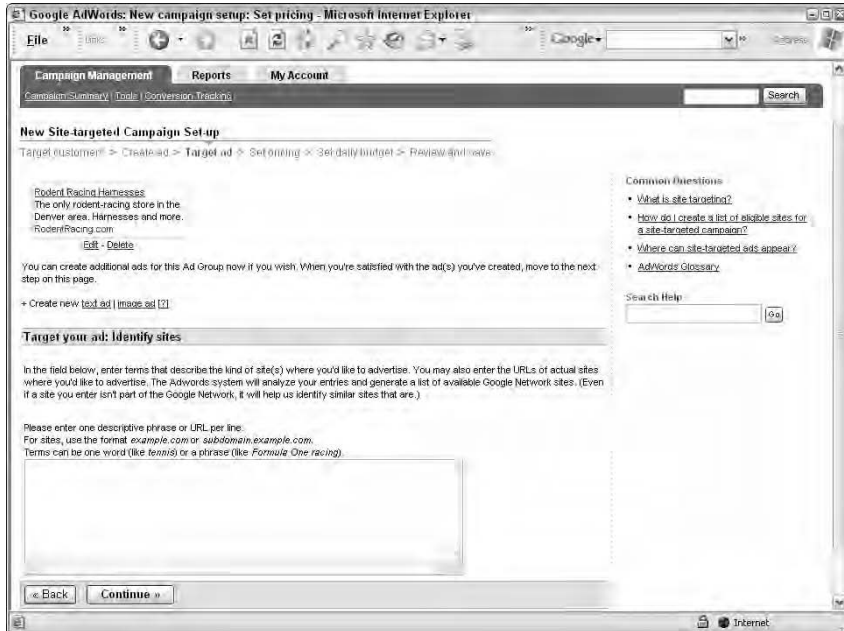 Google AdWords: New campaign setup: Set pricing - Microsoft Internet Explorer
File » Links » Google » Address
Campaign Management Reports My Account
Campaign Summary | Tools | Conversion Tracking Search
New Site-targeted Campaign Set-up
Target customers > Create ad > Target ad > Set pricing > Set daily budget > Review and save
Rodent Racing Harnesses
The only rodent-racing store in the
Denver area. Harnesses and more.
RodentRacing.com
Edit - Delete
You can create additional ads for this Ad Group now if you wish. When you're satisfied with the ad(s) you've created, move to the next
step on this page.
+ Create new text ad | image ad [?]
Target your ad: Identify sites
In the field below, enter terms that describe the kind of site(s) where you'd like to advertise. You may also enter the URLs of actual sites
where you'd like to advertise. The Adwords system will analyze your entries and generate a list of available Google Network sites. (Even
if a site you enter isn't part of the Google Network, it will help us identify similar sites that are.)
Please enter one descriptive phrase or URL per line.
For sites, use the format example.com or subdomain.example.com.
Terms can be one word (like tennis) or a phrase (like Formula One racing).
« Back Continue »
Common Questions
• What is site targeting?
• How do I create a list of eligible sites for
a site-targeted campaign?
• Where can site-targeted ads appear?
• AdWords Glossary
Search Help
Go
Internet